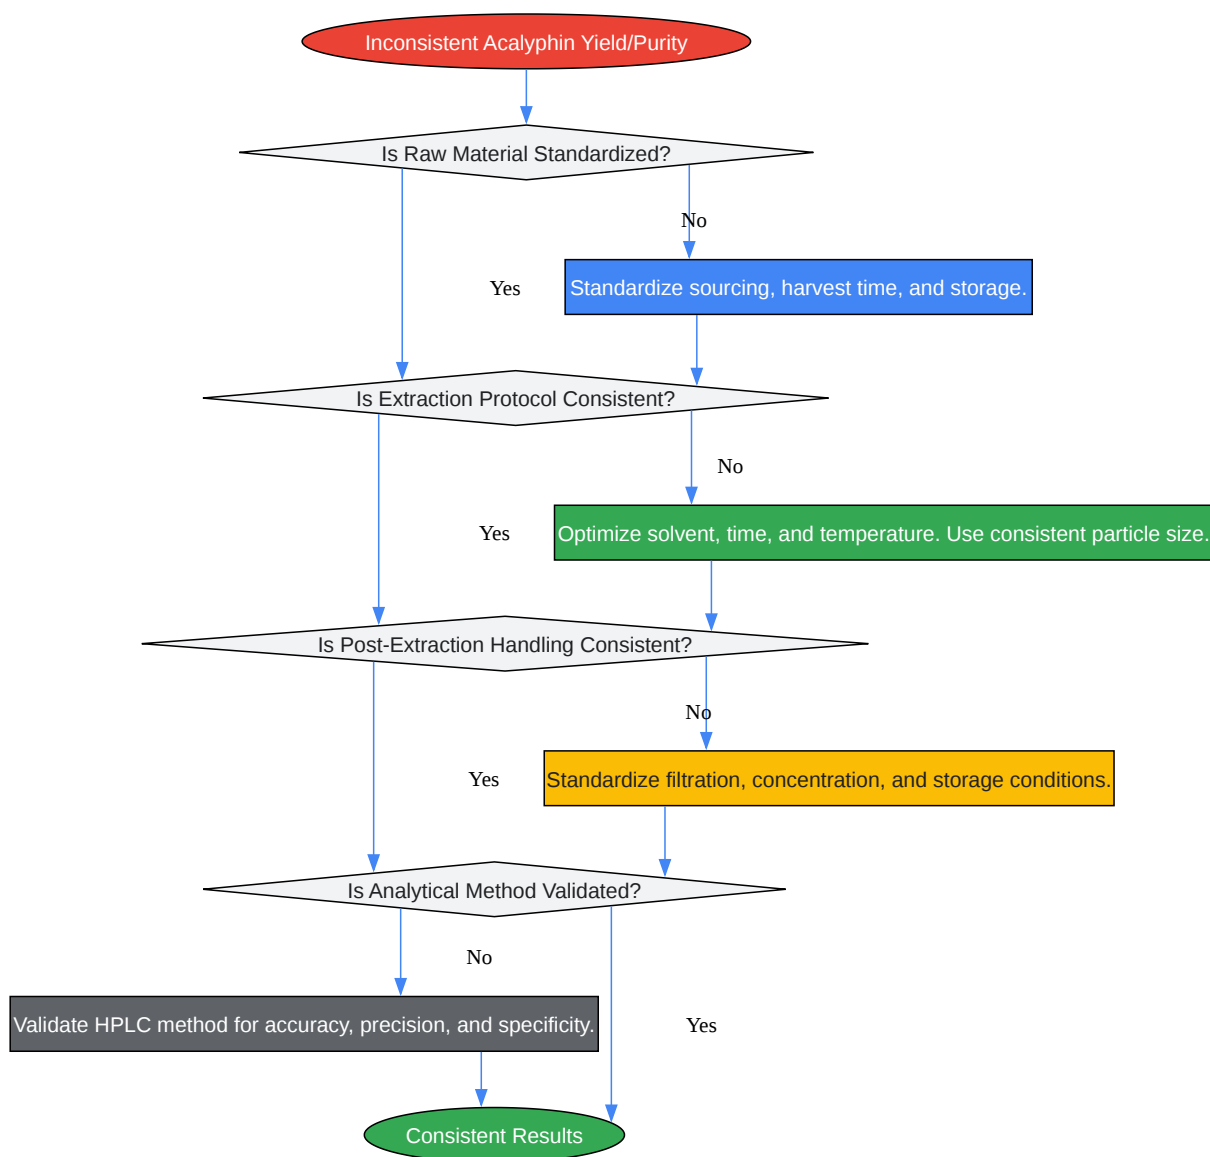 Inconsistent Acalyphin Yield/Purity
Is Raw Material Standardized?
No
Yes
Standardize sourcing, harvest time, and storage.
Is Extraction Protocol Consistent?
No
Yes
Optimize solvent, time, and temperature. Use consistent particle size.
Is Post-Extraction Handling Consistent?
No
Yes
Standardize filtration, concentration, and storage conditions.
Is Analytical Method Validated?
No
Validate HPLC method for accuracy, precision, and specificity.
Yes
Consistent Results